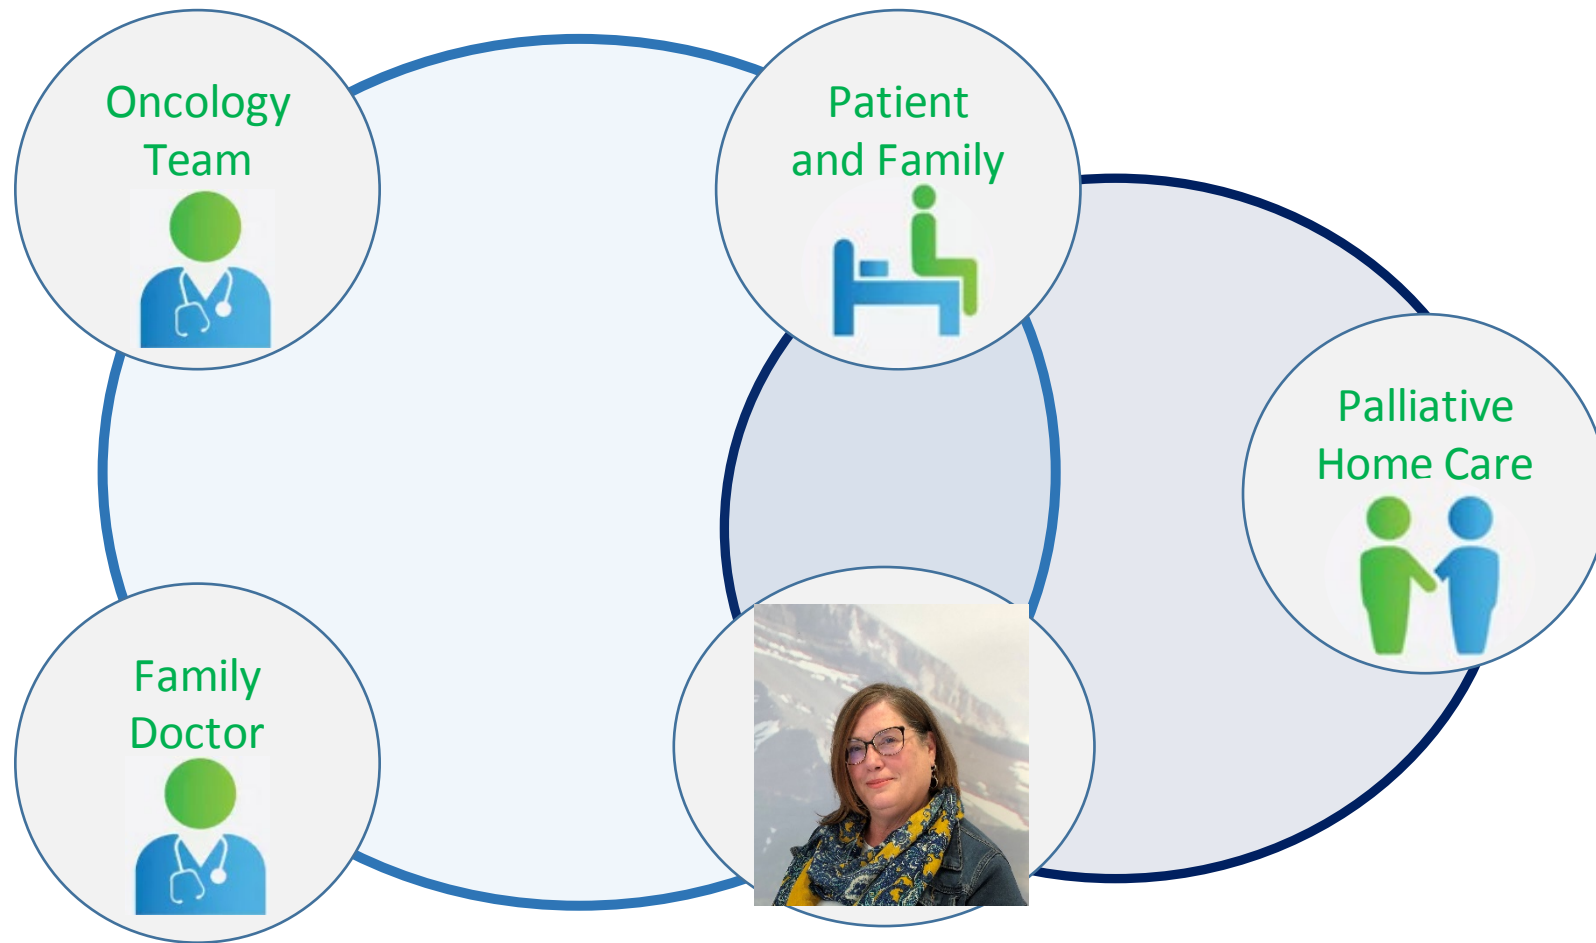 Oncology
Team
Patient
and Family
Palliative
Home Care
Family
Doctor